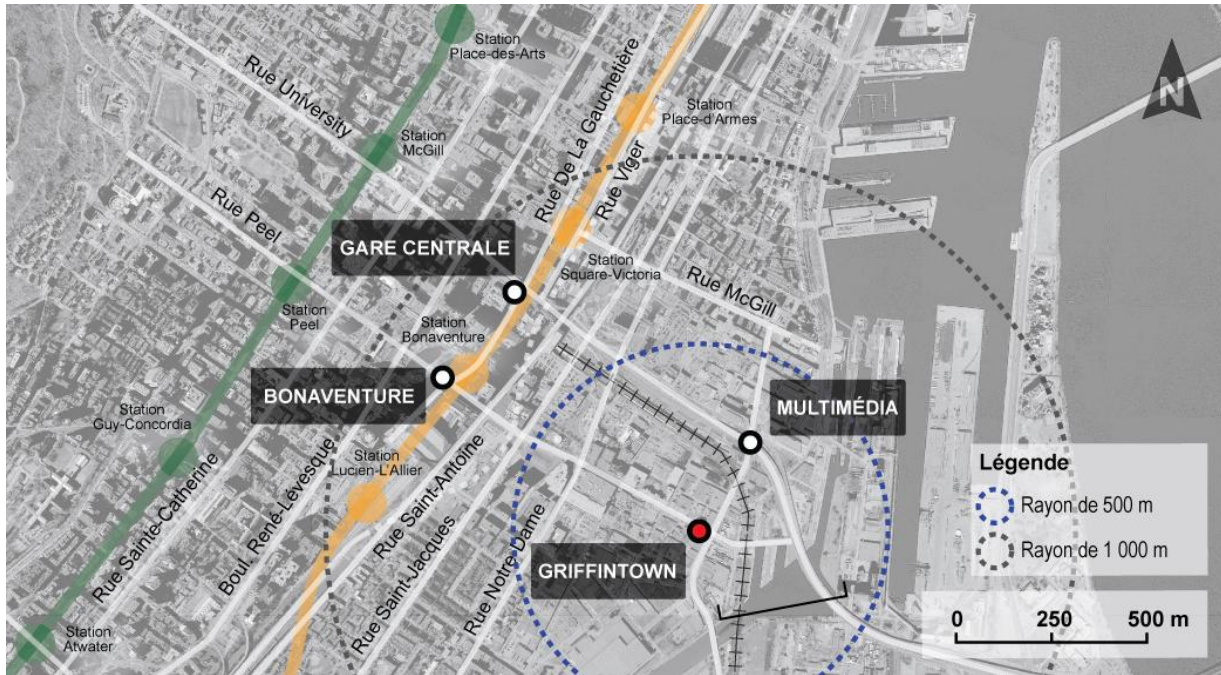 Station
Place-des-Arts
Rue University
Station
McGill
Rue De La Gauchetière
Station
Place-d'Armes
Rue Viger
N
Rue Peel
GARE CENTRALE
Station
Square-Victoria
Rue McGill
Station
Peel
Station
Bonaventure
BONAVENTURE
MULTIMÉDIA
Station
Guy-Concordia
Station
Lucien-L'Allier
Rue Sainte-Catherine
Boul. René-Lévesque
Rue Saint-Antoine
Rue Saint-Jacques
Rue Notre Dame
GRIFFINTOWN
Station
Atwater
Légende
Rayon de 500 m
Rayon de 1 000 m
0 250 500 m